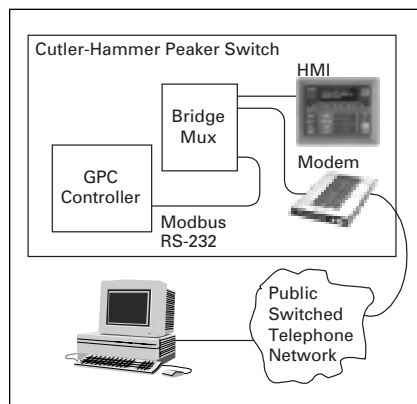 Cutler-Hammer Peaker Switch
HMI
Bridge
Mux
GPC
Controller
Modem
Modbus
RS-232
Public
Switched
Telephone
Network